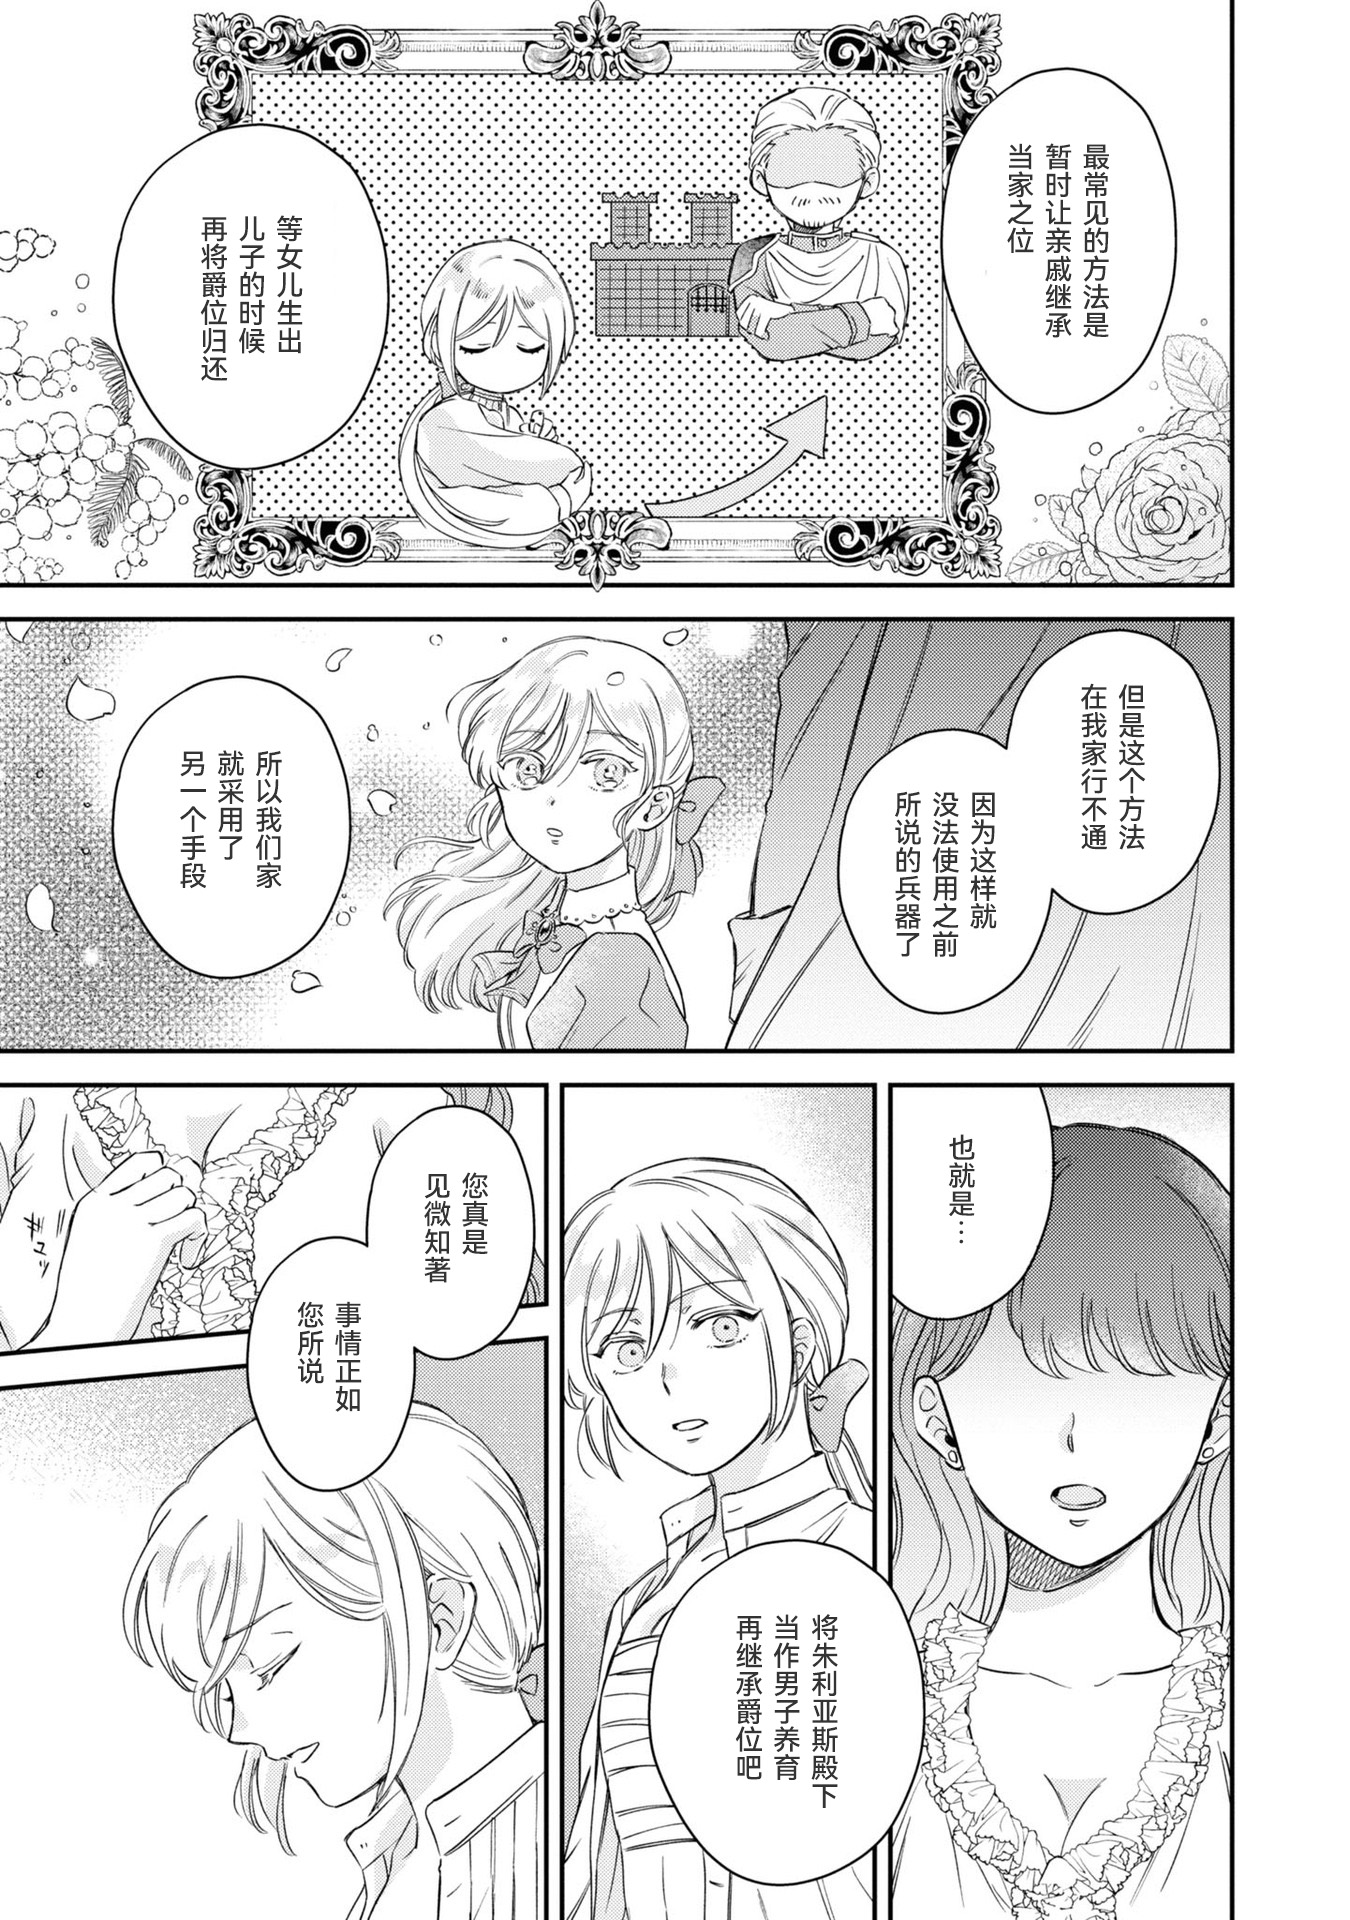 最常见的方法是
暂时让亲戚继承
当家之位
等女儿生出
儿子的时候
再将爵位归还
但是这个方法
在我家行不通
因为这样就
没法使用之前
所说的兵器了
所以我们家
就采用了
另一个手段
也就是…
将朱利亚斯殿下
当作男子养育
再继承爵位吧
您真是
见微知著
事情正如
您所说
ギュッ